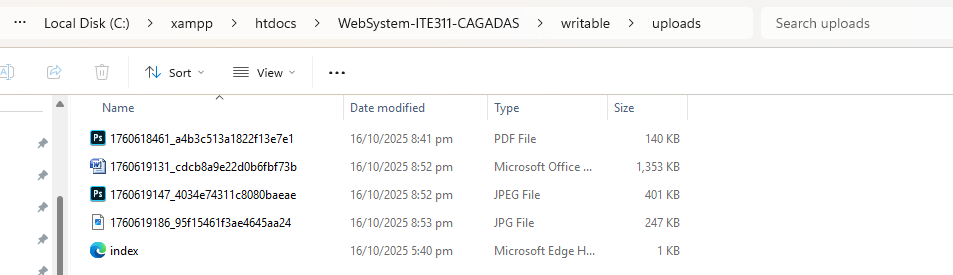 Local Disk (C:) > xampp > htdocs > WebSystem-ITE311-CAGADAS > writable > uploads Search uploads
Sort View
Name Date modified Type Size
1760618461_a4b3c513a1822f13e7e1 16/10/2025 8:41 pm PDF File 140 KB
1760619131_cdcb8a9e22d0b6fbf73b 16/10/2025 8:52 pm Microsoft Office ... 1,353 KB
1760619147_4034e74311c8080baeae 16/10/2025 8:52 pm JPEG File 401 KB
1760619186_95f15461f3ae4645aa24 16/10/2025 8:53 pm JPG File 247 KB
index 16/10/2025 5:40 pm Microsoft Edge H... 1 KB